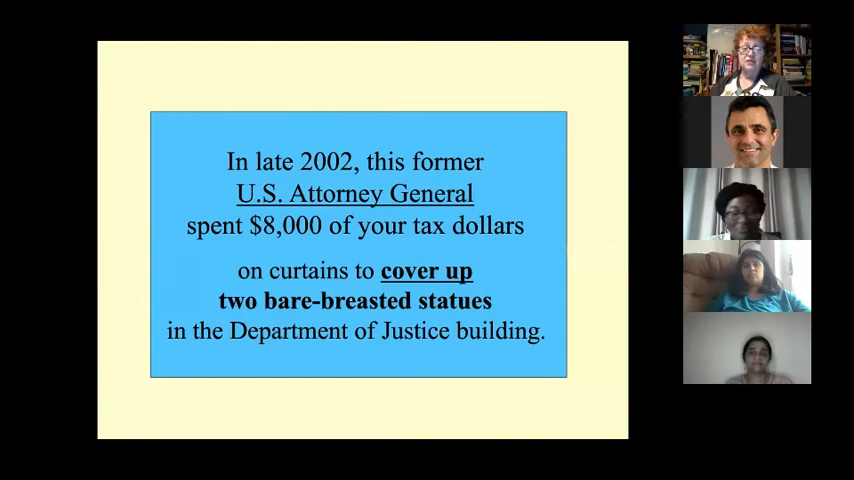 In late 2002, this former
U.S. Attorney General
spent $8,000 of your tax dollars
on curtains to cover up
two bare-breasted statues
in the Department of Justice building.